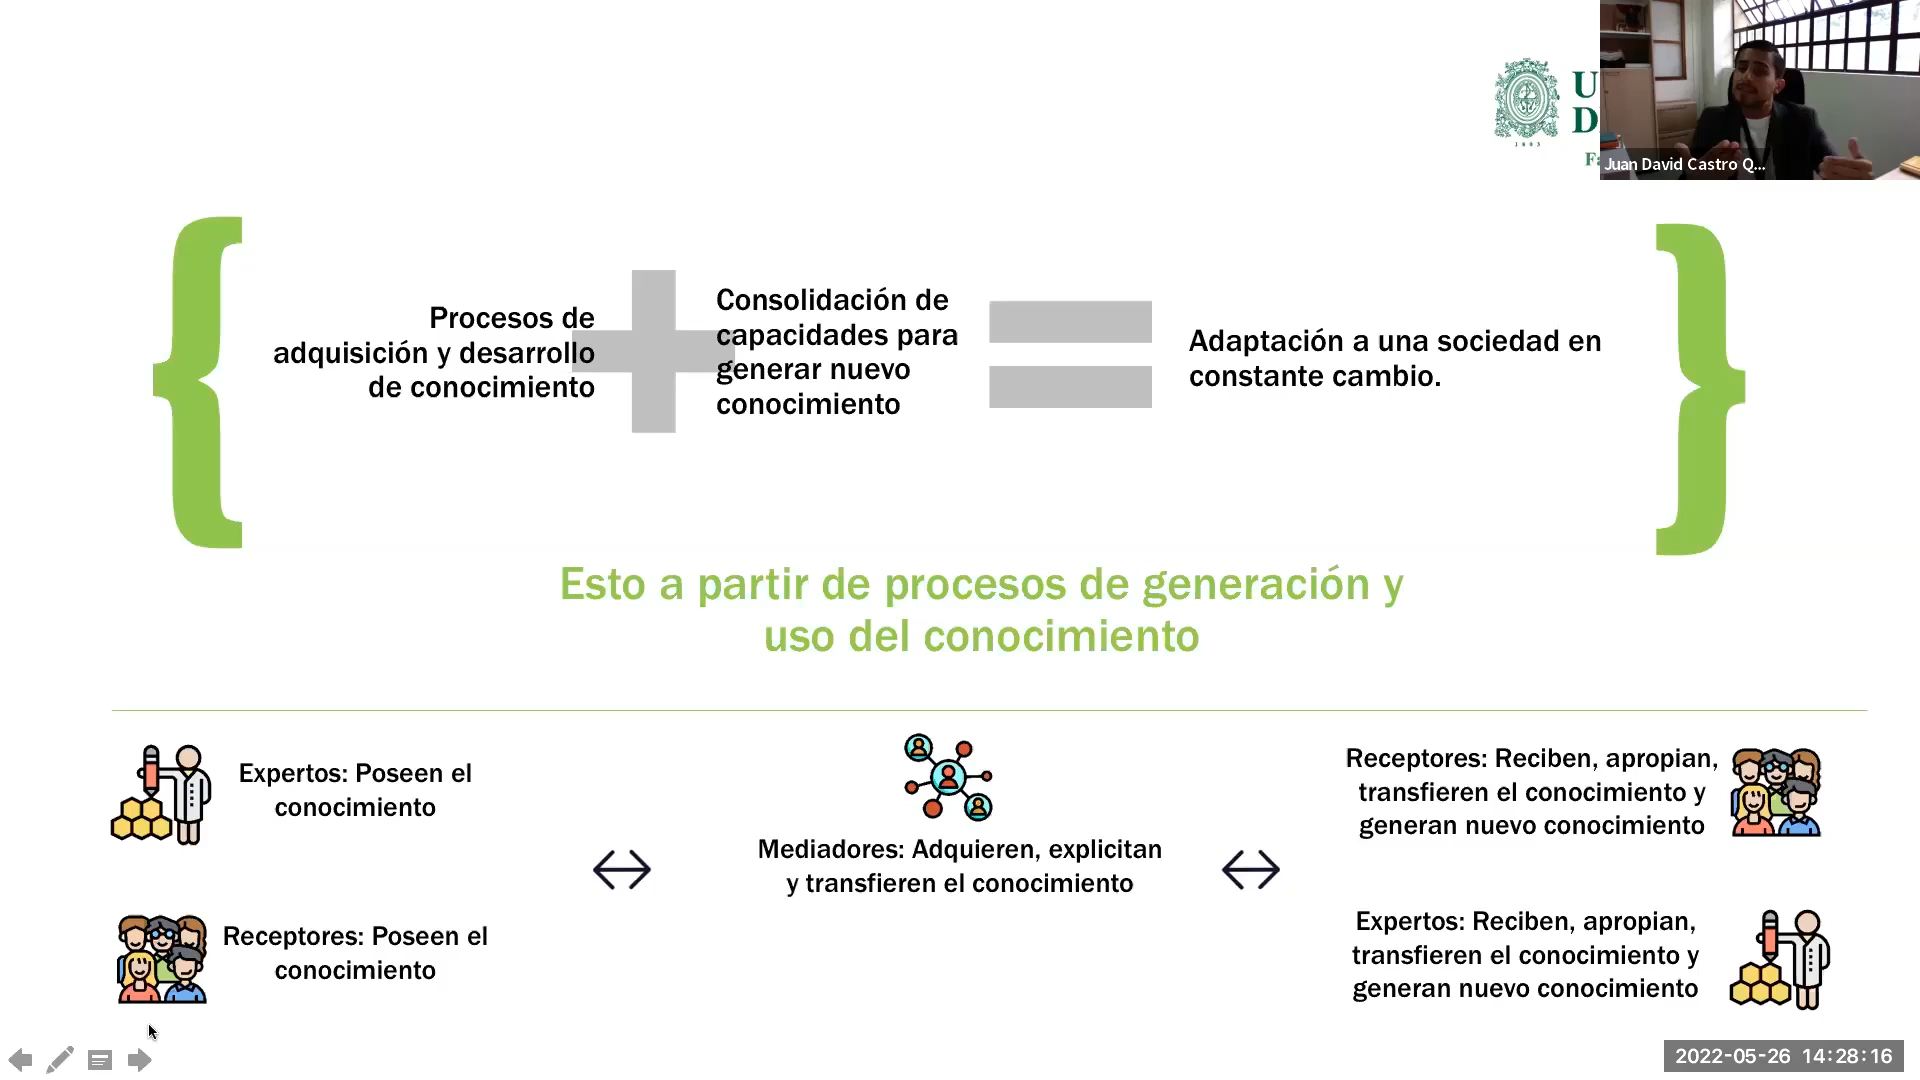 U
D
1803
Fa
Juan David Castro Q...
Procesos de
adquisición y desarrollo
de conocimiento
Consolidación de
capacidades para
generar nuevo
conocimiento
Adaptación a una sociedad en
constante cambio.
Esto a partir de procesos de generación y
uso del conocimiento
Expertos: Poseen el
conocimiento
Receptores: Poseen el
conocimiento
Mediadores: Adquieren, explicitan
y transfieren el conocimiento
Receptores: Reciben, apropian,
transfieren el conocimiento y
generan nuevo conocimiento
Expertos: Reciben, apropian,
transfieren el conocimiento y
generan nuevo conocimiento
2022-05-26 14:28:16